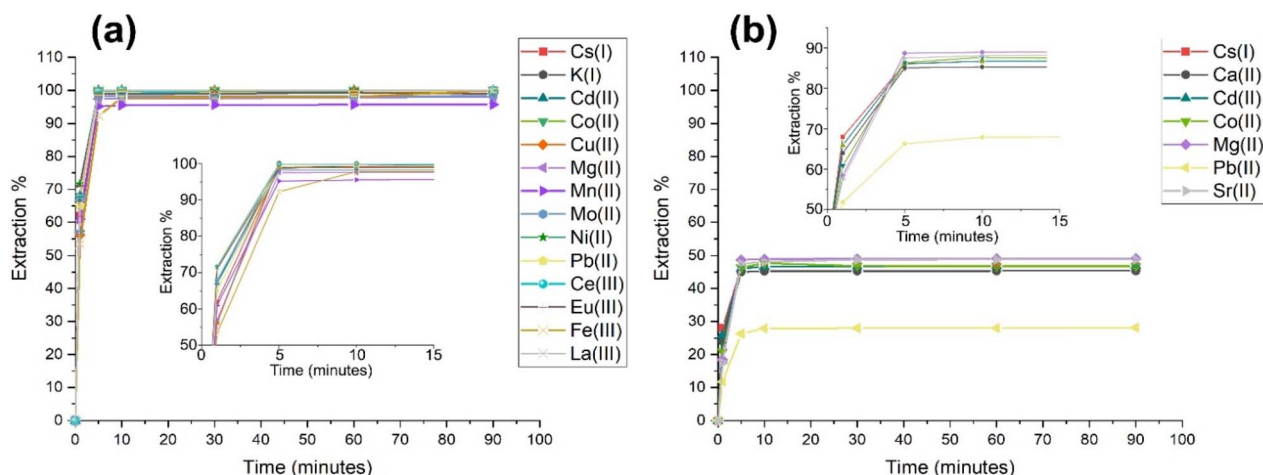 (a)
Extraction %
110
100
90
80
70
60
50
40
30
20
10
0
0 10 20 30 40 50 60 70 80 90 100
Time (minutes)
Extraction %
100
90
80
70
60
50
0 5 10 15
Time (minutes)
Cs(I)
K(I)
Cd(II)
Co(II)
Cu(II)
Mg(II)
Mn(II)
Mo(II)
Ni(II)
Pb(II)
Ce(III)
Eu(III)
Fe(III)
La(III)
(b)
Extraction %
110
100
90
80
70
60
50
40
30
20
10
0
0 10 20 30 40 50 60 70 80 90 100
Time (minutes)
Extraction %
90
80
70
60
50
0 5 10 15
Time (minutes)
Cs(I)
Ca(II)
Cd(II)
Co(II)
Mg(II)
Pb(II)
Sr(II)